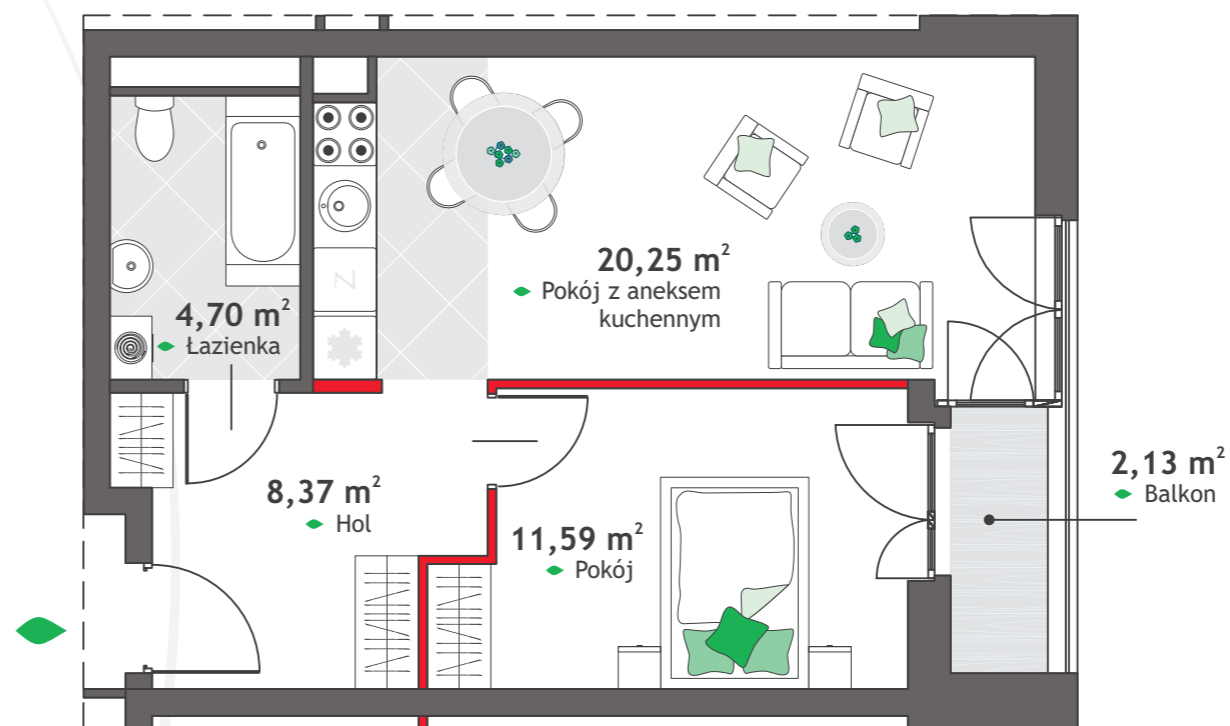 20,25 m²
Pokój z aneksem
kuchennym
4,70 m²
Łazienka
Z
8,37 m²
Hol
11,59 m²
Pokój
2,13 m²
Balkon